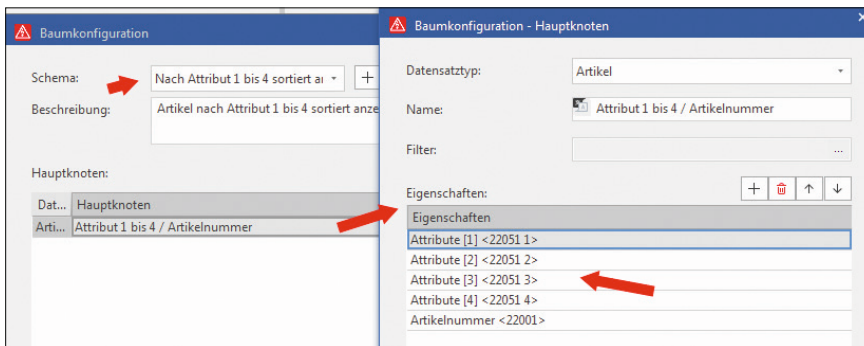 Baumkonfiguration
Schema:
Nach Attribut 1 bis 4 sortiert
Beschreibung:
Artikel nach Attribut 1 bis 4 sortiert anze
Hauptknoten:
Dat... Hauptknoten
Arti... Attribut 1 bis 4 / Artikelnummer
Baumkonfiguration - Hauptknoten
Datensatztyp:
Artikel
Name:
Attribut 1 bis 4 / Artikelnummer
Filter:
...
Eigenschaften:
Eigenschaften
Attribute [1] <22051 1>
Attribute [2] <22051 2>
Attribute [3] <22051 3>
Attribute [4] <22051 4>
Artikelnummer <22001>